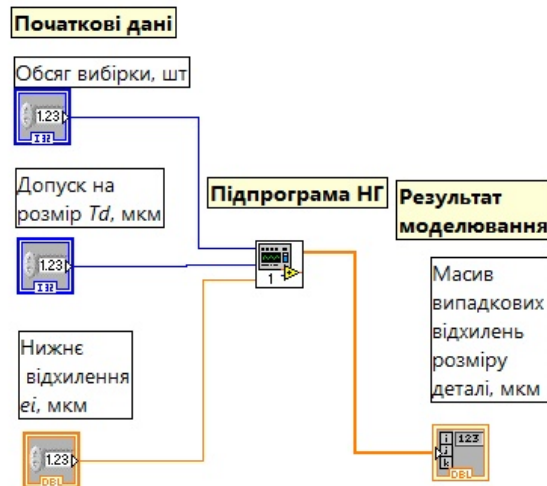 Початкові дані
Обсяг вибірки, шт
1.23
I32
Допуск на
розмір Td, мкм
1.23
I32
Нижнє
відхилення
ei, мкм
1.23
DBL
Підпрограма НГ
1
Результат
моделювання
Масив
випадкових
відхилень
розміру
деталі, мкм
i
j
k
123
DBL